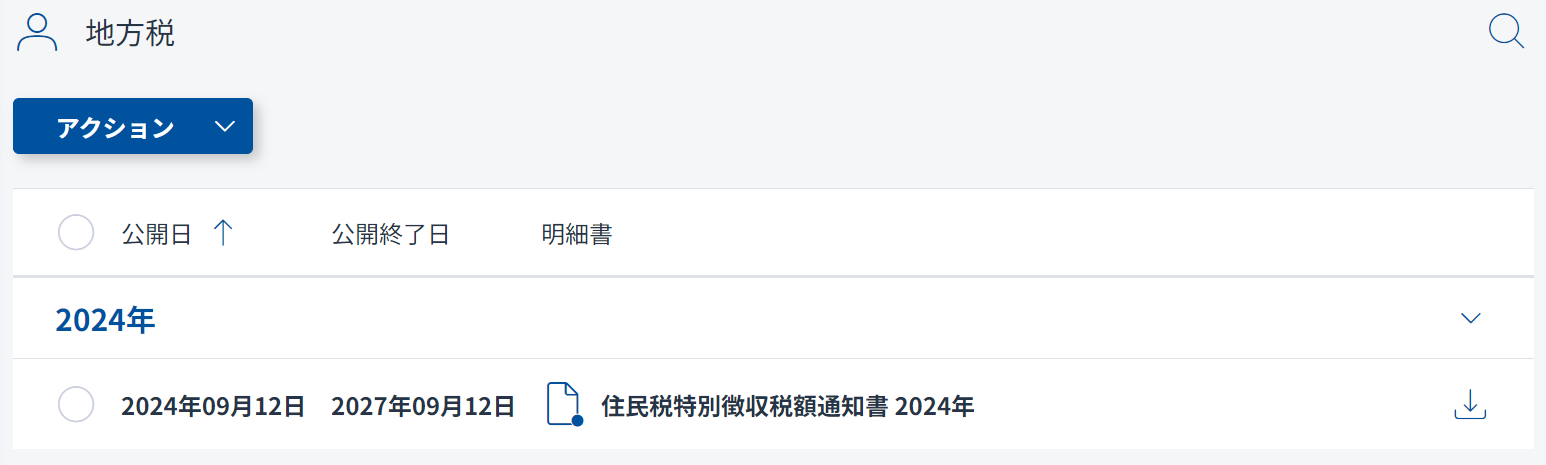 地方税
アクション
公開日 公開終了日 明細書
2024年
2024年09月12日 2027年09月12日 住民税特別徴収税額通知書 2024年